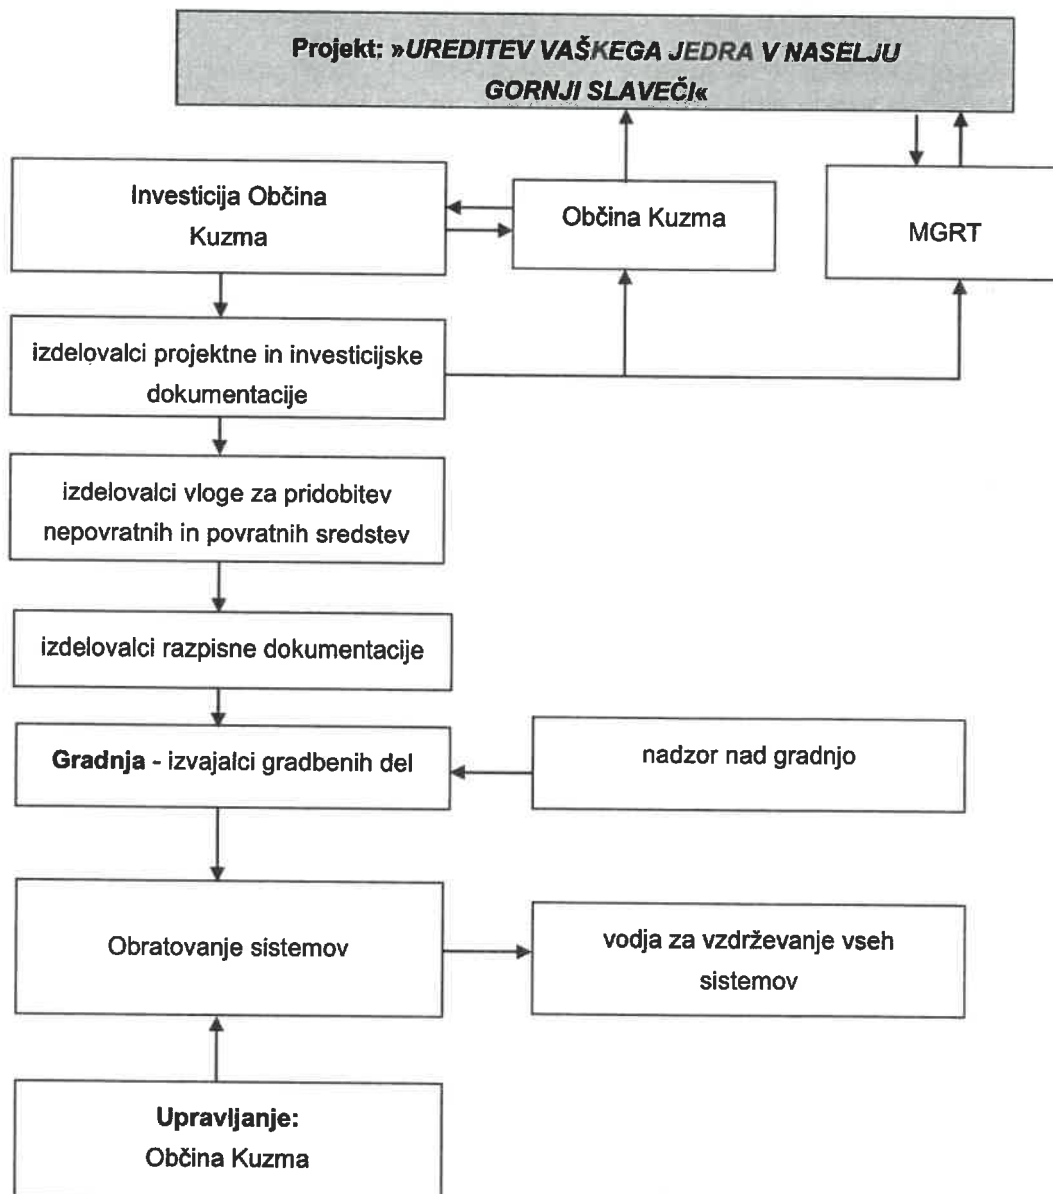 Projekt: »UREDITEV VAŠKEGA JEDRA V NASELJU
GORNJI SLAVEČI«
Investicija Občina
Kuzma
Občina Kuzma
MGRT
izdelovalci projektne in investicijske
dokumentacije
izdelovalci vloge za pridobitev
nepovratnih in povratnih sredstev
izdelovalci razpisne dokumentacije
Gradnja - izvajalci gradbenih del
nadzor nad gradnjo
Obratovanje sistemov
vodja za vzdrževanje vseh
sistemov
Upravljanje:
Občina Kuzma